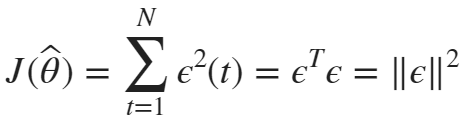 J(θ̂) = ∑_{t=1}^{N} ϵ²(t) = ϵᵀϵ = ‖ϵ‖²